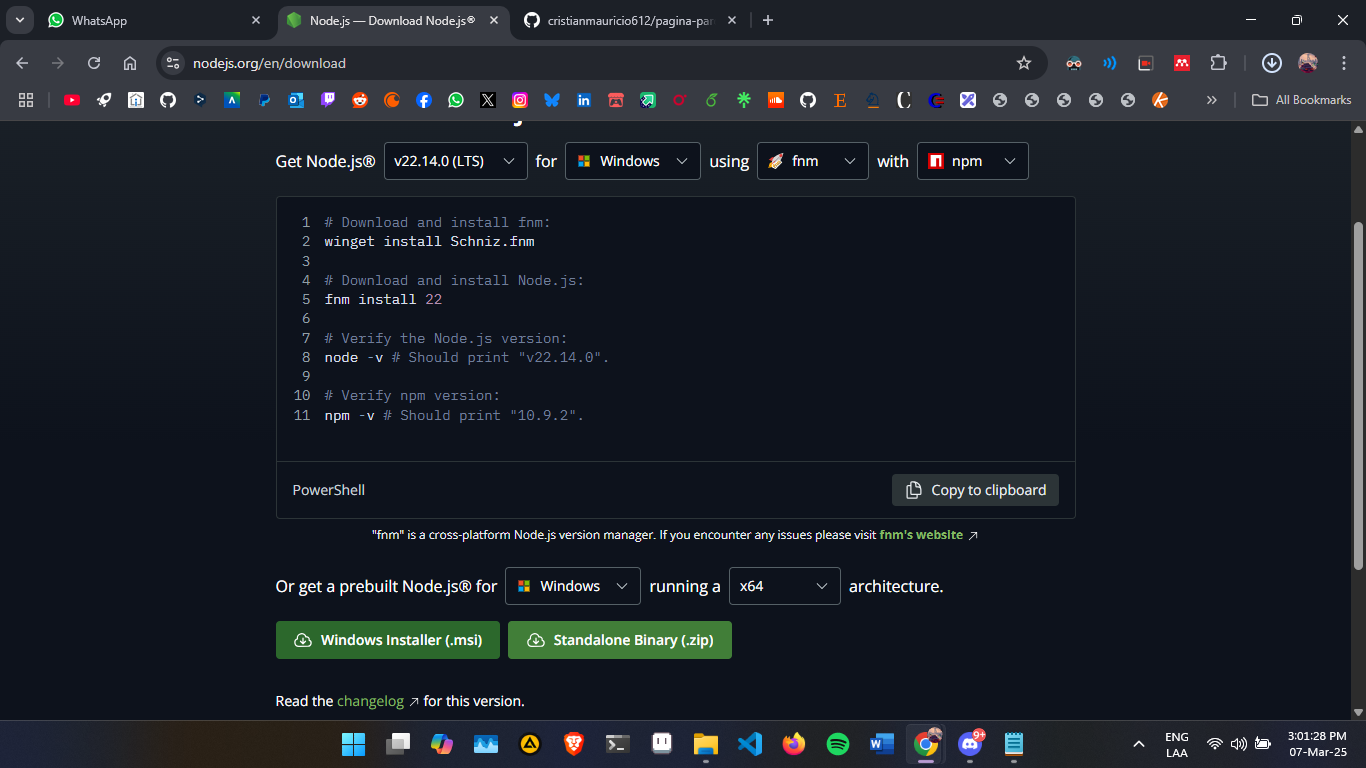 WhatsApp
Node.js — Download Node.js®
cristianmauricio612/pagina-pan
nodejs.org/en/download
All Bookmarks
Get Node.js® v22.14.0 (LTS) for Windows using fnm with npm
1 # Download and install fnm:
2 winget install Schniz.fnm
3
4 # Download and install Node.js:
5 fnm install 22
6
7 # Verify the Node.js version:
8 node -v # Should print "v22.14.0".
9
10 # Verify npm version:
11 npm -v # Should print "10.9.2".
PowerShell
Copy to clipboard
"fnm" is a cross-platform Node.js version manager. If you encounter any issues please visit fnm's website
Or get a prebuilt Node.js® for Windows running a x64 architecture.
Windows Installer (.msi)
Standalone Binary (.zip)
Read the changelog for this version.
9+
ENG
LAA
3:01:28 PM
07-Mar-25